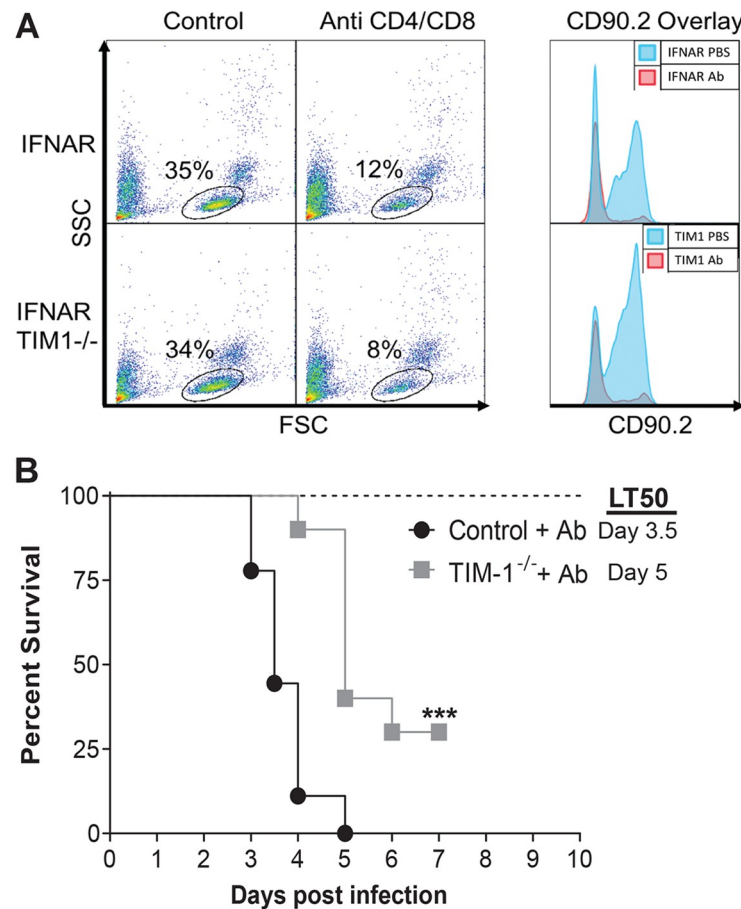 A
Control
Anti CD4/CD8
CD90.2 Overlay
IFNAR PBS
IFNAR Ab
IFNAR
35%
12%
SSC
TIM1 PBS
TIM1 Ab
IFNAR
TIM1-/-
34%
8%
FSC
CD90.2
B
LT50
Control + Ab Day 3.5
TIM-1-/-+ Ab Day 5
***
Percent Survival
100
75
50
25
0
0 1 2 3 4 5 6 7 8 9 10
Days post infection